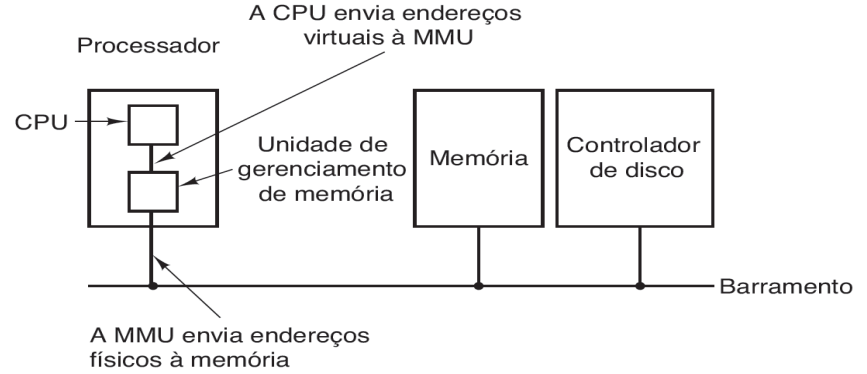 A CPU envia endereços
virtuais à MMU
Processador
CPU
Unidade de
gerenciamento
de memória
Memória
Controlador
de disco
Barramento
A MMU envia endereços
físicos à memória